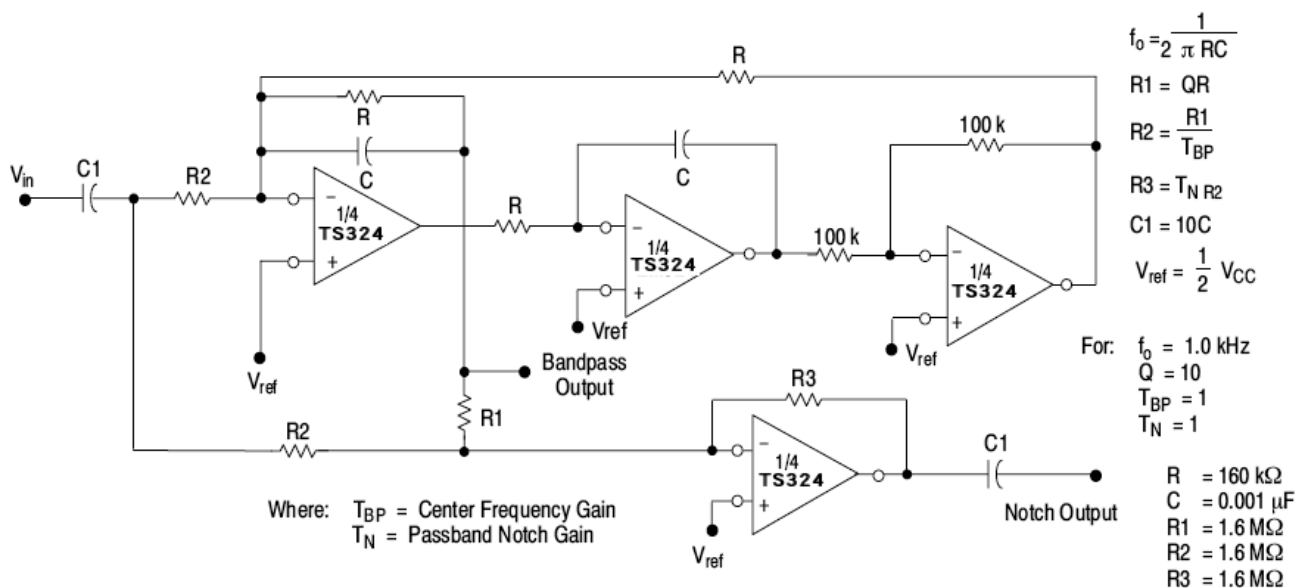 R
R
C
V_in
C1
R2
1/4
TS324
−
+
V_ref
R
C
1/4
TS324
−
+
Vref
100 k
100 k
1/4
TS324
−
+
V_ref
Bandpass
Output
R1
R2
R3
1/4
TS324
−
+
V_ref
C1
Notch Output
Where: T_BP = Center Frequency Gain
T_N = Passband Notch Gain
f_o = 1 / 2 π RC
R1 = QR
R2 = R1 / T_BP
R3 = T_N R2
C1 = 10C
V_ref = 1/2 V_CC
For: f_o = 1.0 kHz
Q = 10
T_BP = 1
T_N = 1
R = 160 kΩ
C = 0.001 µF
R1 = 1.6 MΩ
R2 = 1.6 MΩ
R3 = 1.6 MΩ